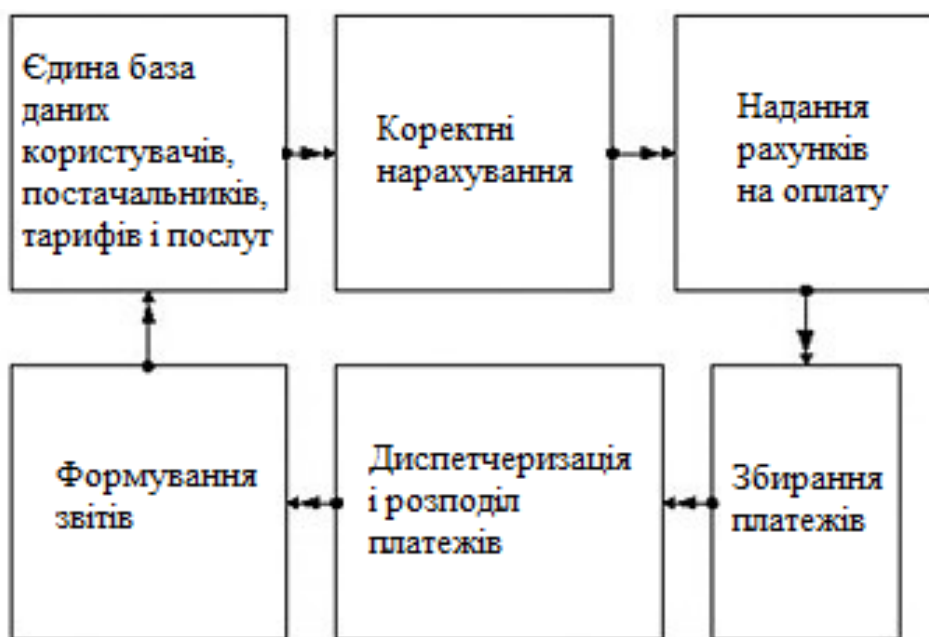 Єдина база
даних
користувачів,
постачальників,
тарифів і послуг
Коректні
нарахування
Надання
рахунків
на оплату
Формування
звітів
Диспетчеризація
і розподіл
платежів
Збирання
платежів